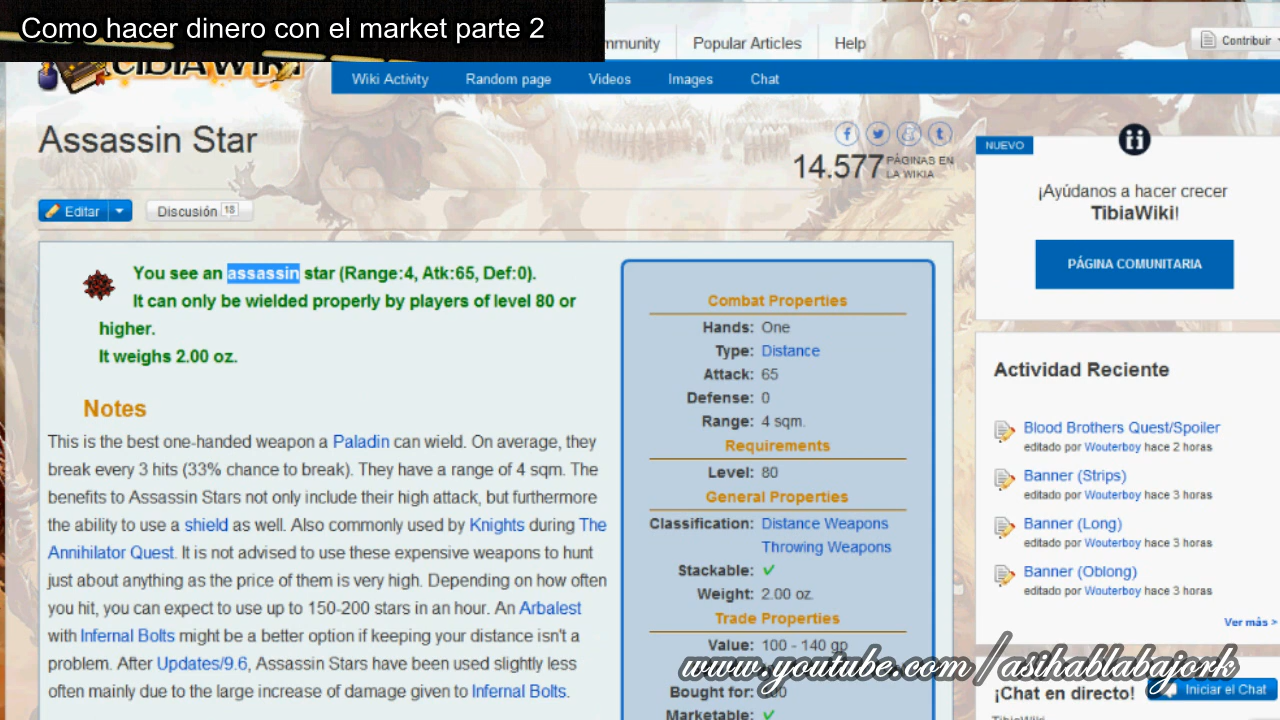 Como hacer dinero con el market parte 2
mmunity
Popular Articles
Help
Contribuir
TIBIAWIKI
Wiki Activity
Random page
Videos
Images
Chat
Assassin Star
14.577 PÁGINAS EN
LA WIKIA
Editar
Discusión 18
You see an assassin star (Range:4, Atk:65, Def:0).
It can only be wielded properly by players of level 80 or
higher.
It weighs 2.00 oz.
Notes
This is the best one-handed weapon a Paladin can wield. On average, they
break every 3 hits (33% chance to break). They have a range of 4 sqm. The
benefits to Assassin Stars not only include their high attack, but furthermore
the ability to use a shield as well. Also commonly used by Knights during The
Annihilator Quest. It is not advised to use these expensive weapons to hunt
just about anything as the price of them is very high. Depending on how often
you hit, you can expect to use up to 150-200 stars in an hour. An Arbalest
with Infernal Bolts might be a better option if keeping your distance isn't a
problem. After Updates/9.6, Assassin Stars have been used slightly less
often mainly due to the large increase of damage given to Infernal Bolts.
Combat Properties
Hands: One
Type: Distance
Attack: 65
Defense: 0
Range: 4 sqm.
Requirements
Level: 80
General Properties
Classification: Distance Weapons
Throwing Weapons
Stackable: ✓
Weight: 2.00 oz.
Trade Properties
Value: 100 - 140 gp
Bought for:
Marketable: ✓
NUEVO
¡Ayúdanos a hacer crecer
TibiaWiki!
PÁGINA COMUNITARIA
Actividad Reciente
Blood Brothers Quest/Spoiler
editado por Wouterboy hace 2 horas
Banner (Strips)
editado por Wouterboy hace 3 horas
Banner (Long)
editado por Wouterboy hace 3 horas
Banner (Oblong)
editado por Wouterboy hace 3 horas
Ver más >
www.youtube.com/asihablabajork
¡Chat en directo!
Iniciar el Chat